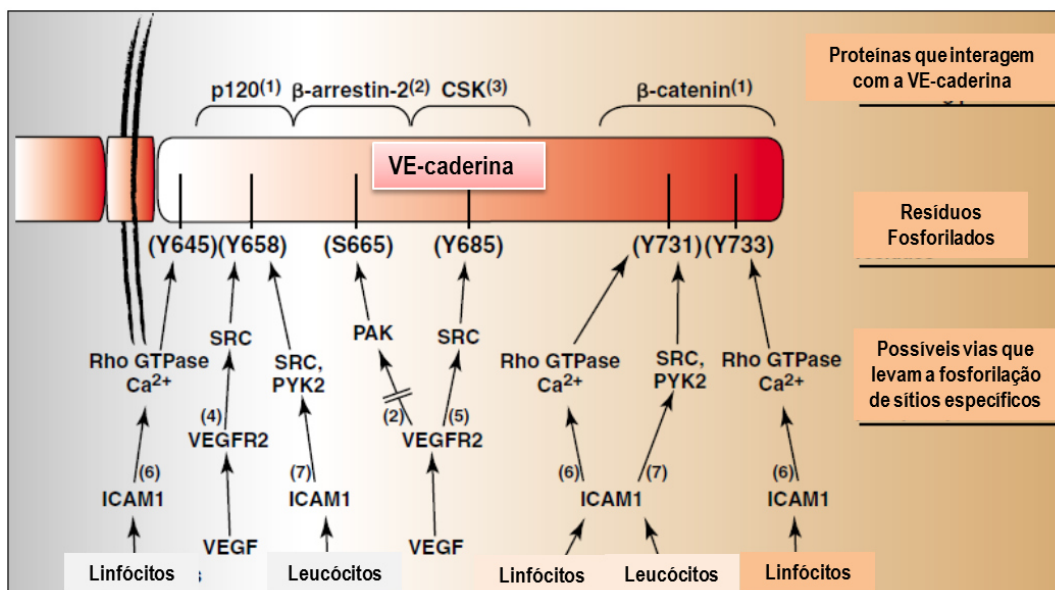 Proteínas que interagem
com a VE-caderina
p120(1) β-arrestin-2(2) CSK(3) β-catenin(1)
VE-caderina
(Y645)(Y658) (S665) (Y685) (Y731) (Y733)
Resíduos
Fosforilados
SRC PAK SRC
Rho GTPase
Ca2+
SRC,
PYK2
Rho GTPase
Ca2+
SRC,
PYK2
Rho GTPase
Ca2+
Possíveis vias que
levam a fosforilação
de sítios específicos
(4) (2) (5)
VEGFR2 VEGFR2
(6) (7) (6) (7) (6)
ICAM1 ICAM1 ICAM1 ICAM1
VEGF VEGF
Linfócitos Leucócitos Linfócitos Leucócitos Linfócitos